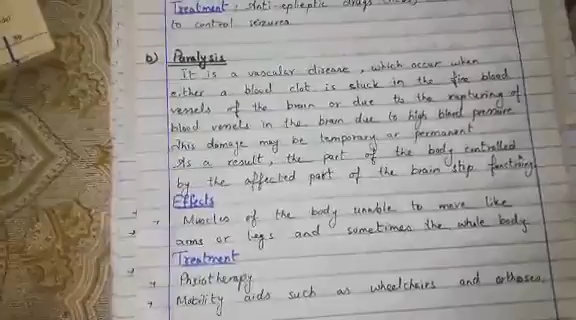 Treatment : Anti-epileptic drugs
to control seizures
b) Paralysis
It is a vascular disease, which occur when
either a blood clot is stuck in the fine blood
vessels of the brain or due to the rupturing of
blood vessels in the brain due to high blood pressure
This damage may be temporary or permanent
As a result, the part of the body controlled
by the affected part of the brain stop functioning
Effects
Muscles of the body unable to move like
arms or legs and sometimes the whole body
Treatment
Physiotherapy
Mobility aids such as wheelchairs and orthoses